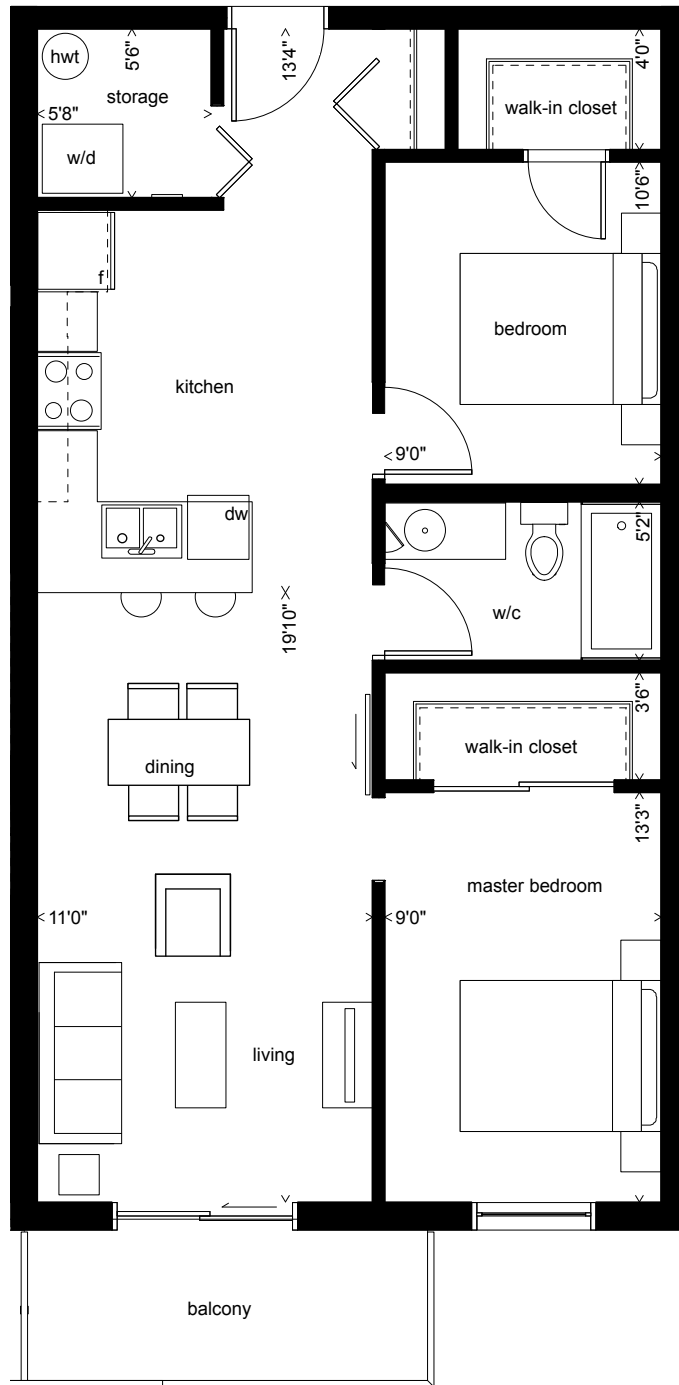 hwt
5'6"
13'4"
4'0"
storage
walk-in closet
5'8"
w/d
10'6"
f
bedroom
kitchen
9'0"
dw
5'2"
w/c
19'10"
3'6"
walk-in closet
dining
13'3"
master bedroom
11'0"
9'0"
living
balcony